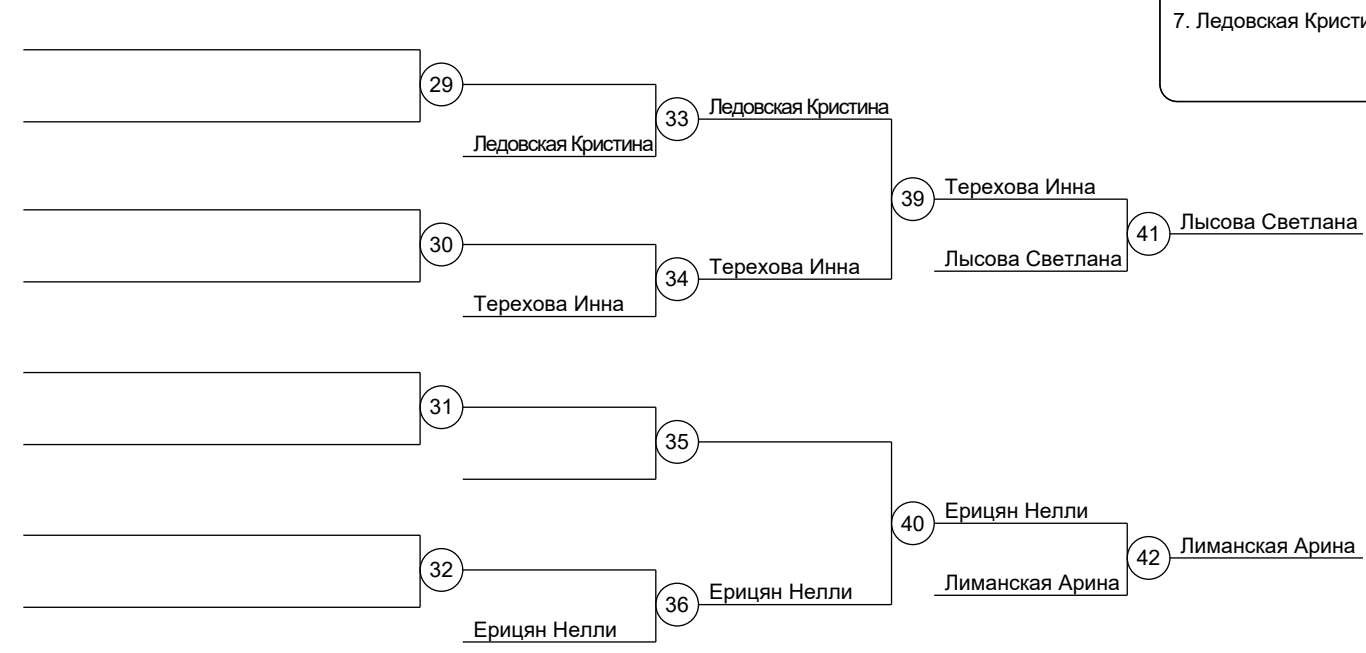 7. Ледовская Кристи
29
33
Ледовская Кристина
Ледовская Кристина
39
Терехова Инна
41
Лысова Светлана
30
34
Терехова Инна
Лысова Светлана
Терехова Инна
31
35
40
Ерицян Нелли
42
Лиманская Арина
32
36
Ерицян Нелли
Лиманская Арина
Ерицян Нелли